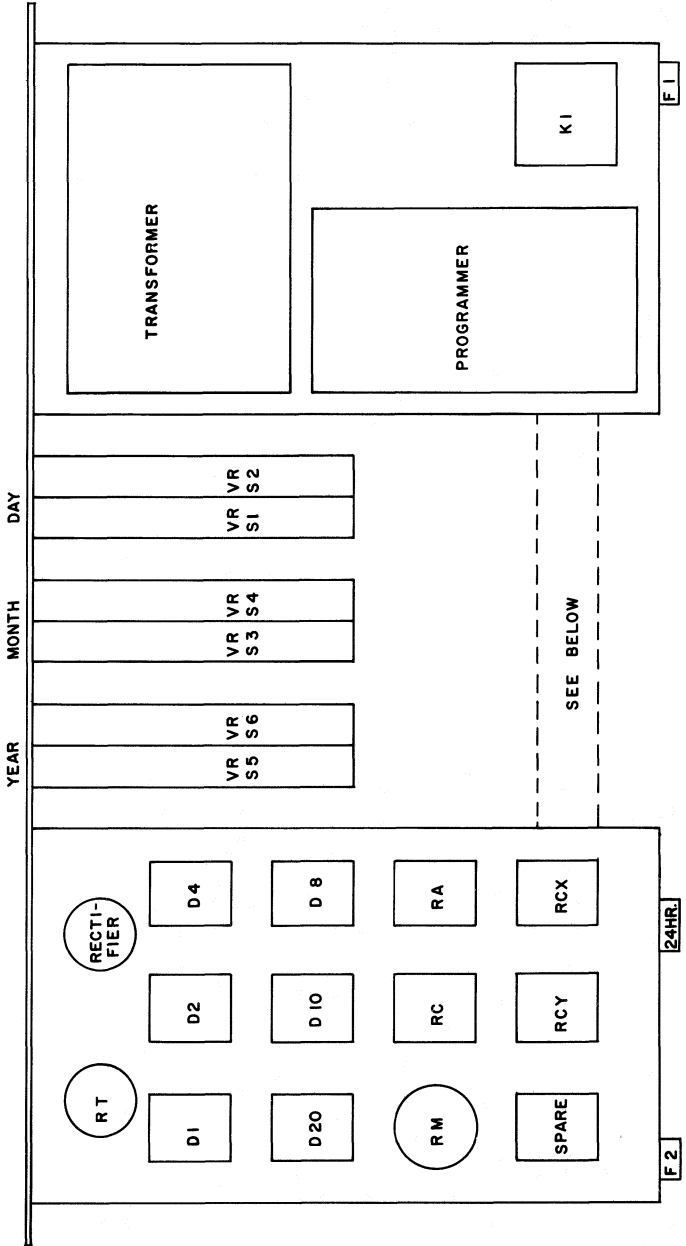 YEAR
MONTH
DAY
RT
RECTI-
FIER
D1
D2
D4
D20
D10
D8
RM
RC
RA
SPARE
RCY
RCX
F2
24HR.
VR
S5
VR
S6
VR
S3
VR
S4
VR
S1
VR
S2
SEE BELOW
TRANSFORMER
PROGRAMMER
K1
F1